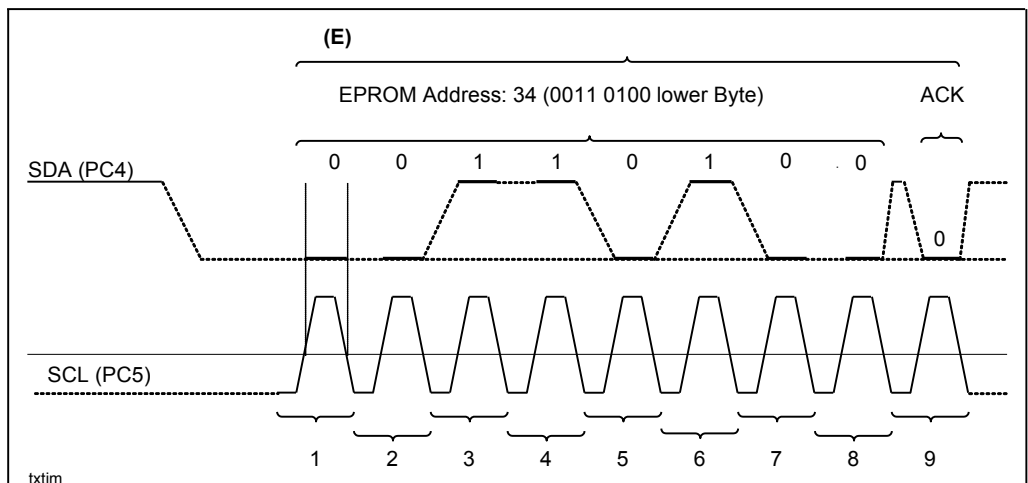 (E)
EPROM Address: 34 (0011 0100 lower Byte)
ACK
0 0 1 1 0 1 0 0
SDA (PC4)
0
SCL (PC5)
1 2 3 4 5 6 7 8 9
txtim